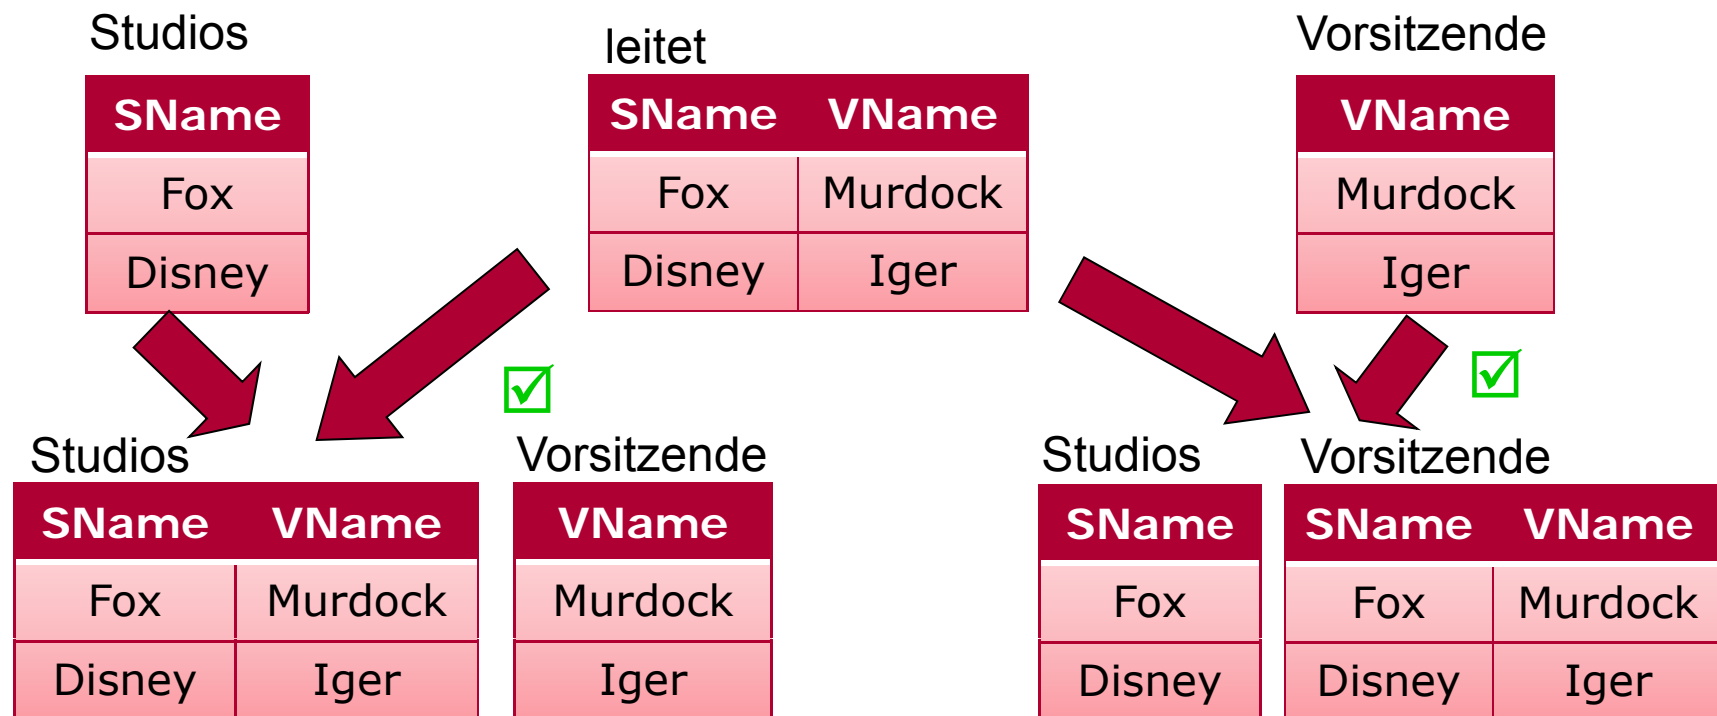 Studios
leitet
Vorsitzende
SName
SName VName
VName
Fox
Fox Murdock
Murdock
Disney
Disney Iger
Iger
Studios
Vorsitzende
Studios
Vorsitzende
SName VName
VName
SName
SName VName
Fox Murdock
Murdock
Fox
Fox Murdock
Disney Iger
Iger
Disney
Disney Iger